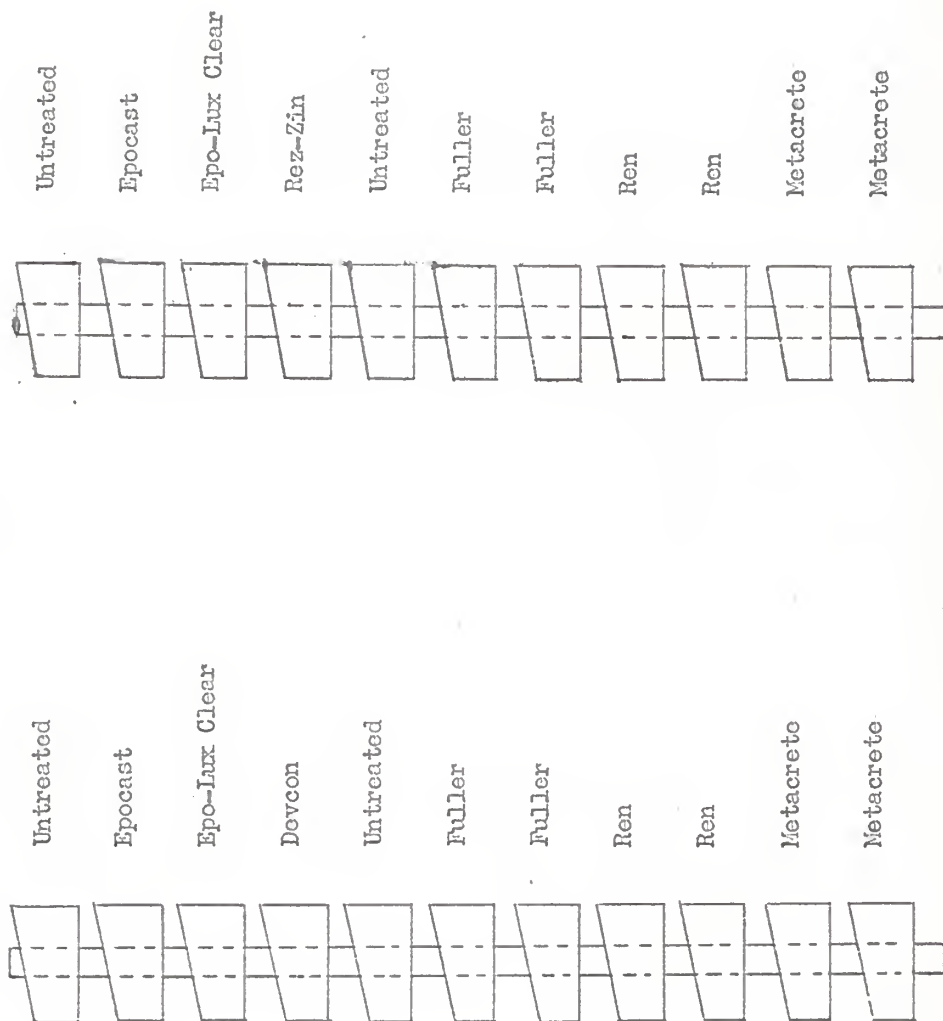 Untreated
Epocast
Epo-Lux Clear
Devcon
Untreated
Fuller
Fuller
Ren
Ren
Metacrete
Metacrete
Untreated
Epocast
Epo-Lux Clear
Rez-Zin
Untreated
Fuller
Fuller
Ren
Ren
Metacrete
Metacrete